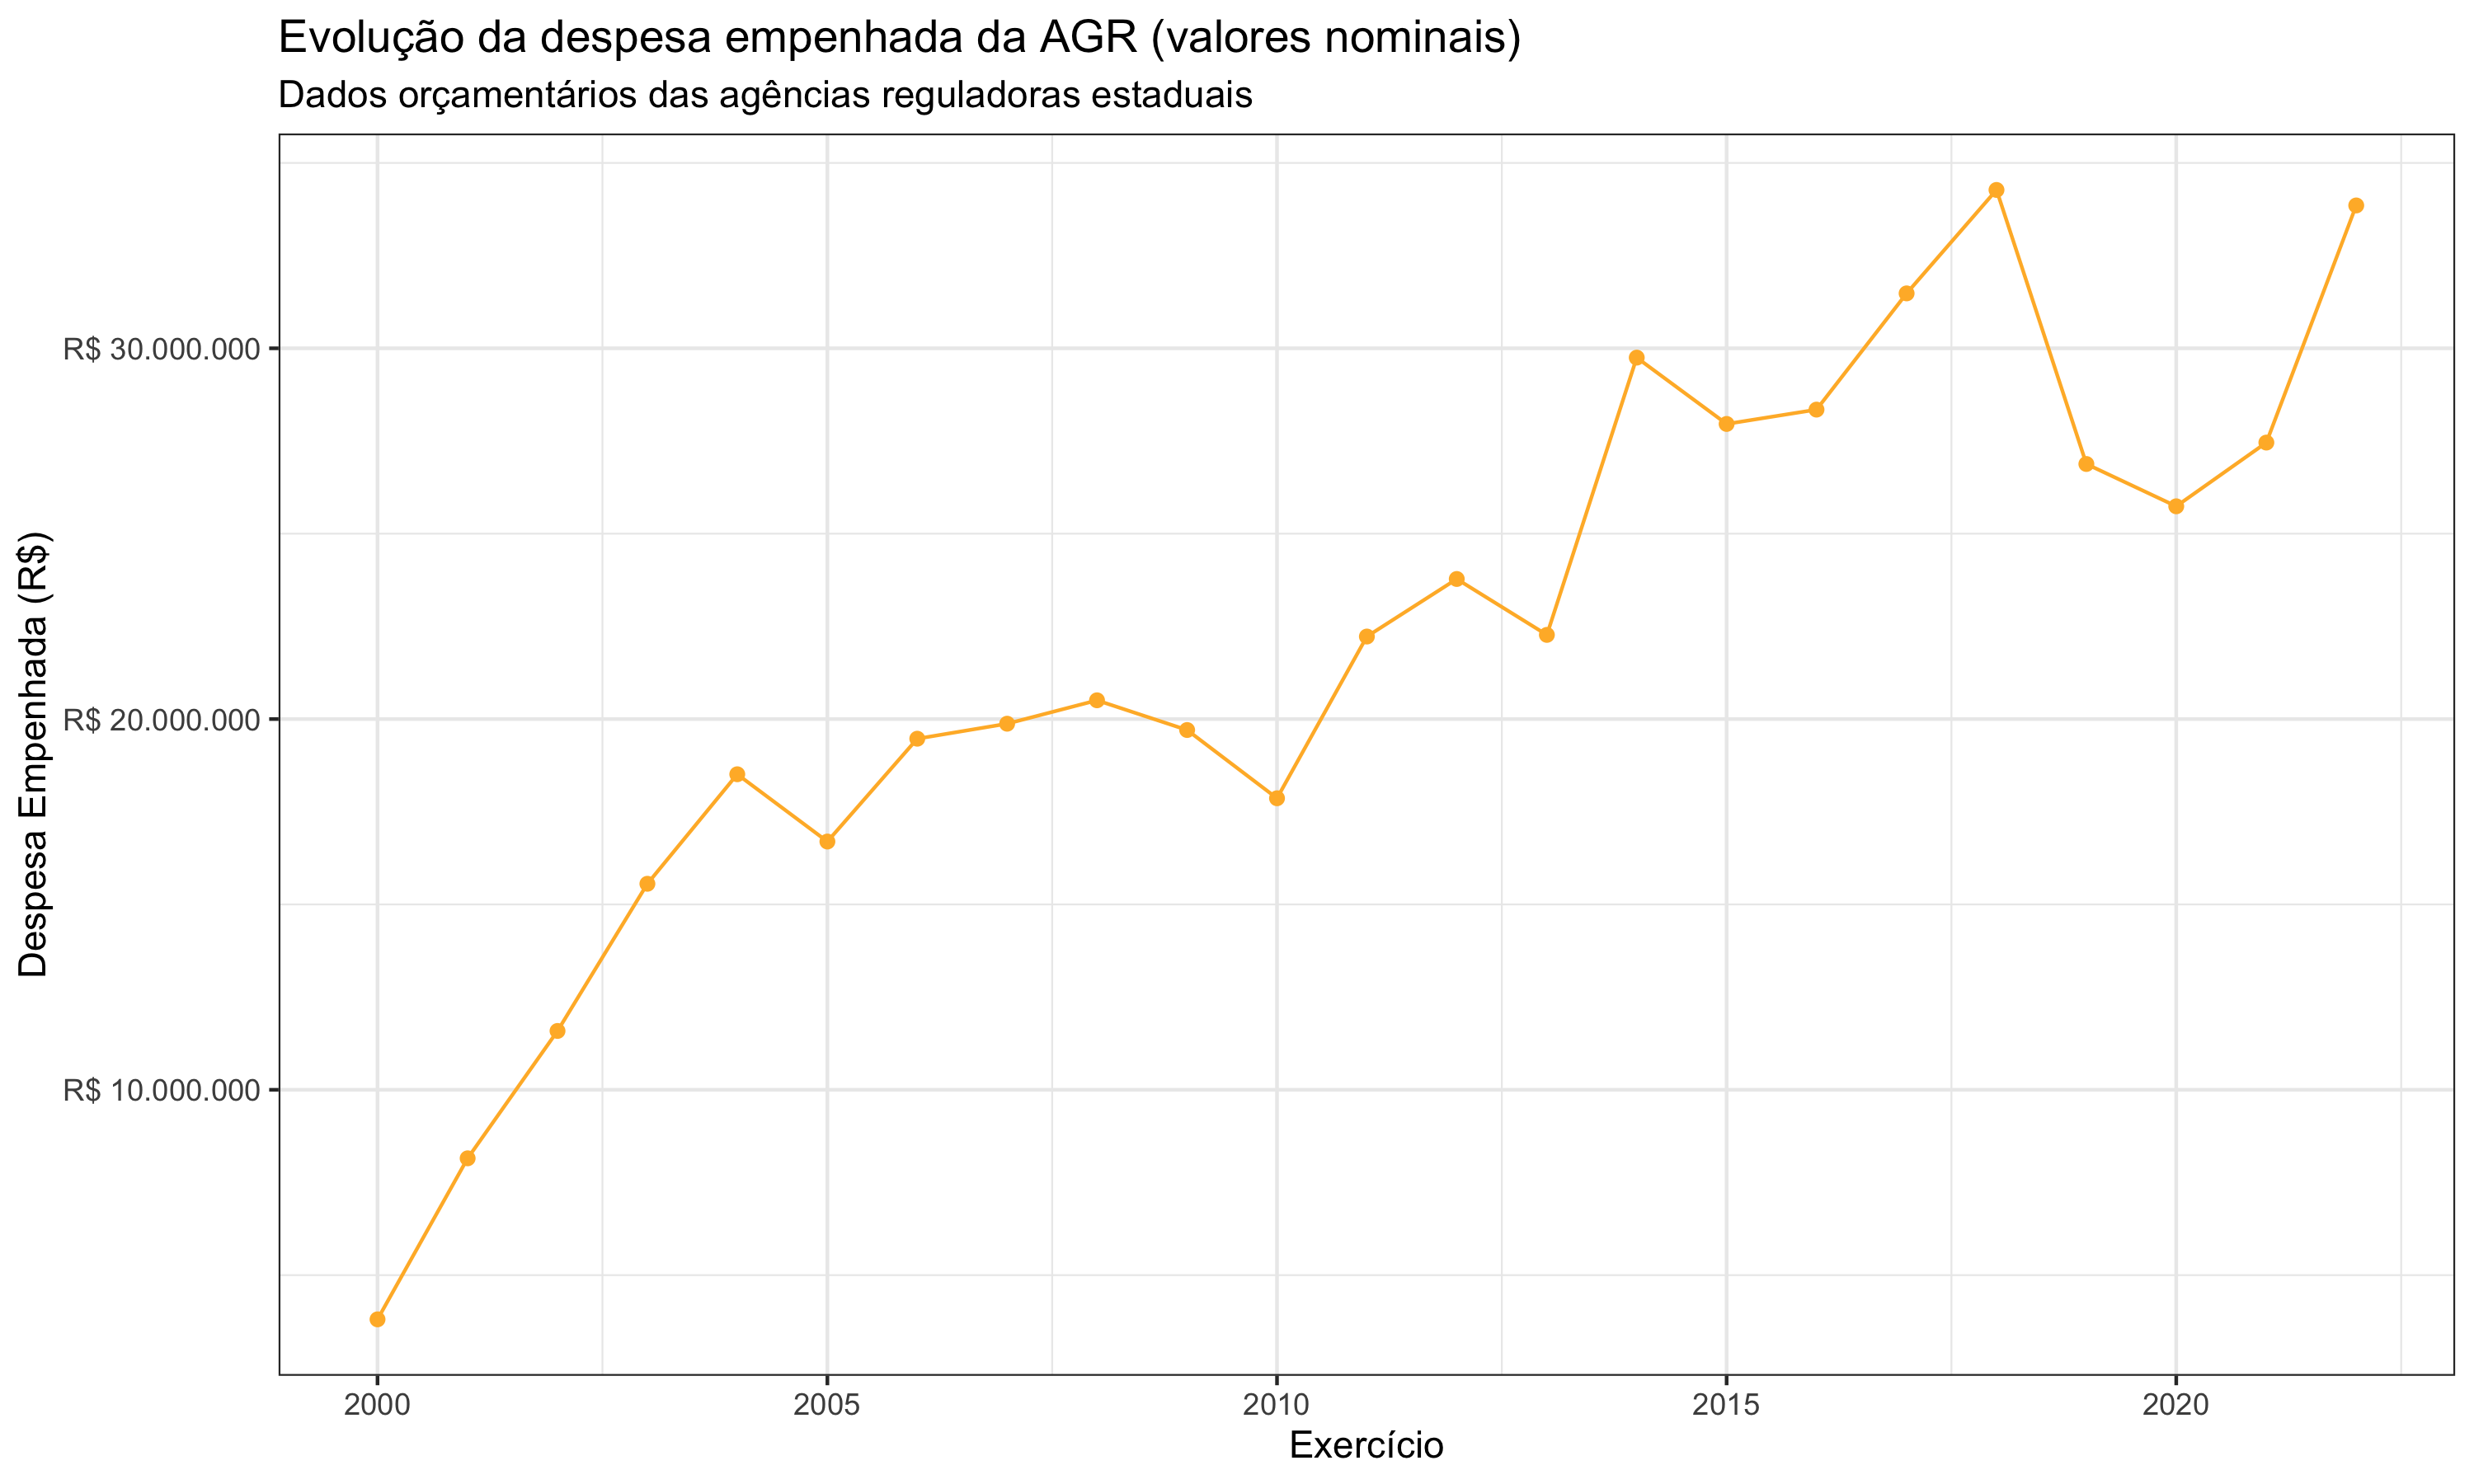 Evolução da despesa empenhada da AGR (valores nominais)
Dados orçamentários das agências reguladoras estaduais
Despesa Empenhada (R$)
R$ 30.000.000
R$ 20.000.000
R$ 10.000.000
2000
2005
2010
2015
2020
Exercício